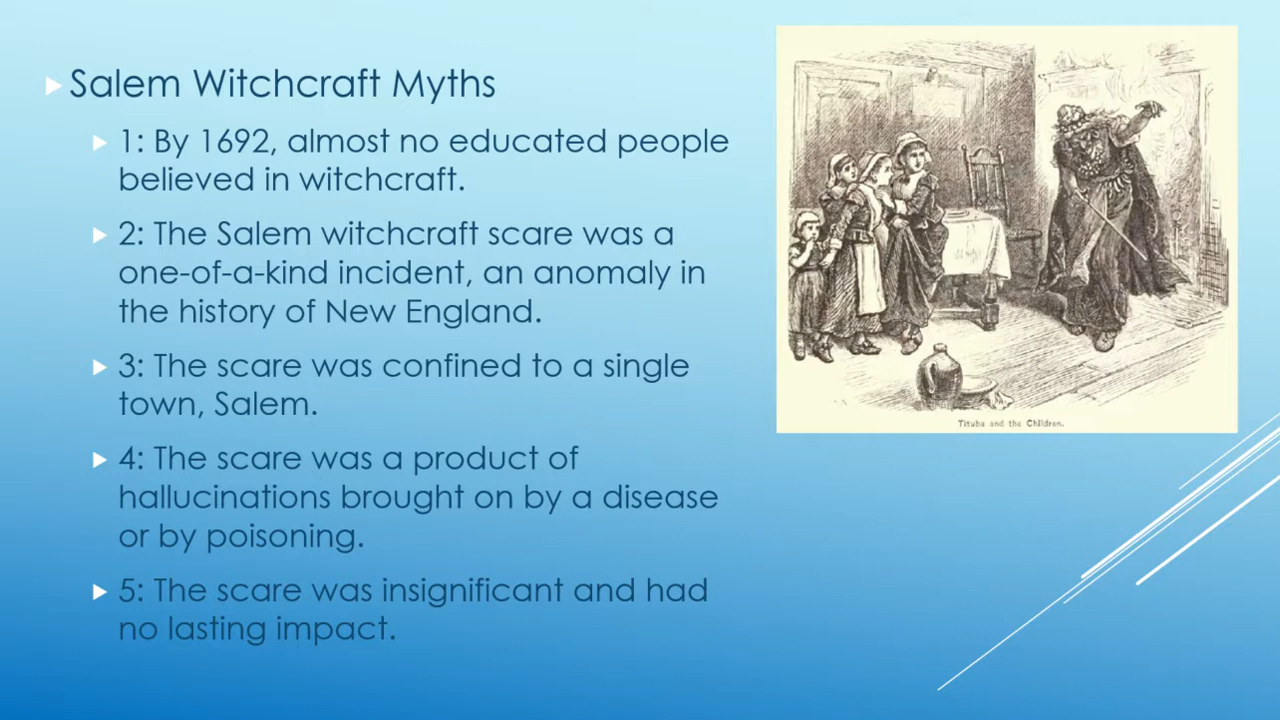 Salem Witchcraft Myths
1: By 1692, almost no educated people
believed in witchcraft.
2: The Salem witchcraft scare was a
one-of-a-kind incident, an anomaly in
the history of New England.
3: The scare was confined to a single
town, Salem.
4: The scare was a product of
hallucinations brought on by a disease
or by poisoning.
5: The scare was insignificant and had
no lasting impact.
Tituba and the Children.